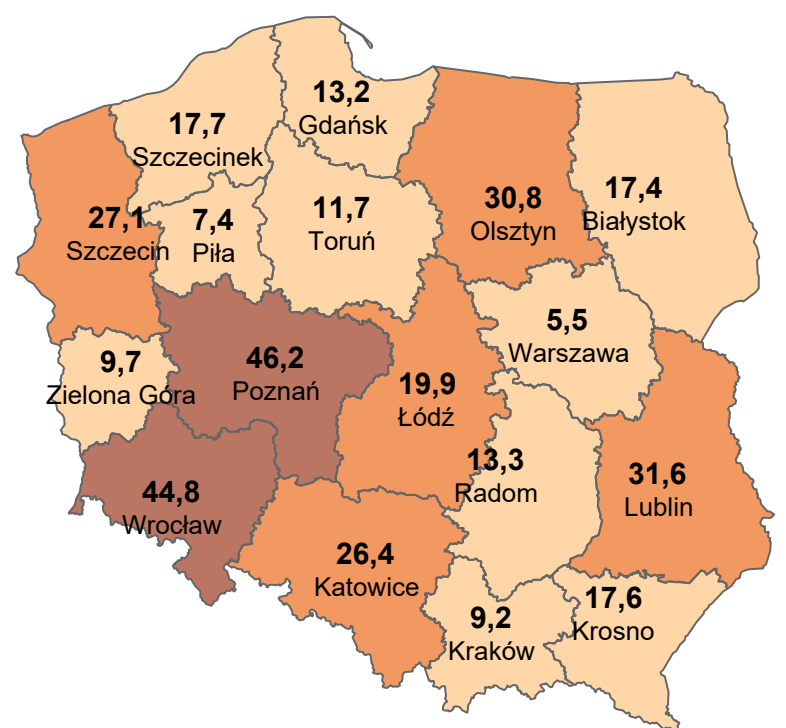 13,2
Gdańsk
17,7
Szczecinek
30,8
Olsztyn
17,4
Białystok
27,1
Szczecin
7,4
Piła
11,7
Toruń
5,5
Warszawa
9,7
Zielona Góra
46,2
Poznań
19,9
Łódź
13,3
Radom
31,6
Lublin
44,8
Wrocław
26,4
Katowice
9,2
Kraków
17,6
Krosno